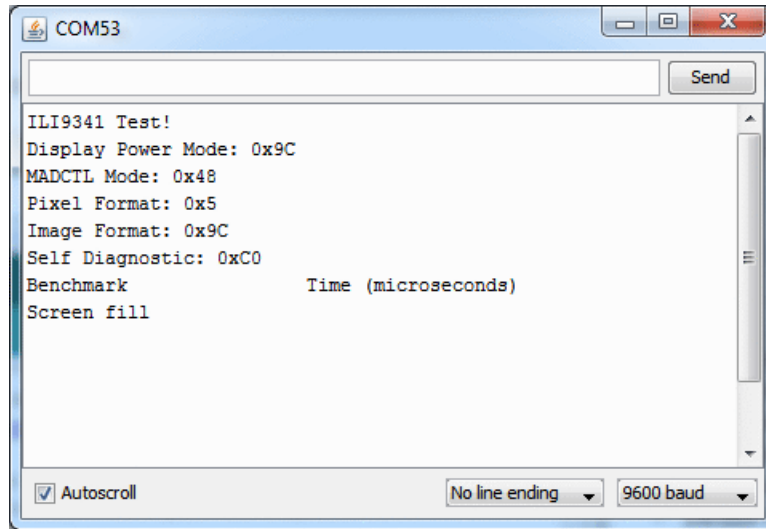 COM53
Send
ILI9341 Test!
Display Power Mode: 0x9C
MADCTL Mode: 0x48
Pixel Format: 0x5
Image Format: 0x9C
Self Diagnostic: 0xC0
Benchmark                Time (microseconds)
Screen fill
Autoscroll
No line ending
9600 baud